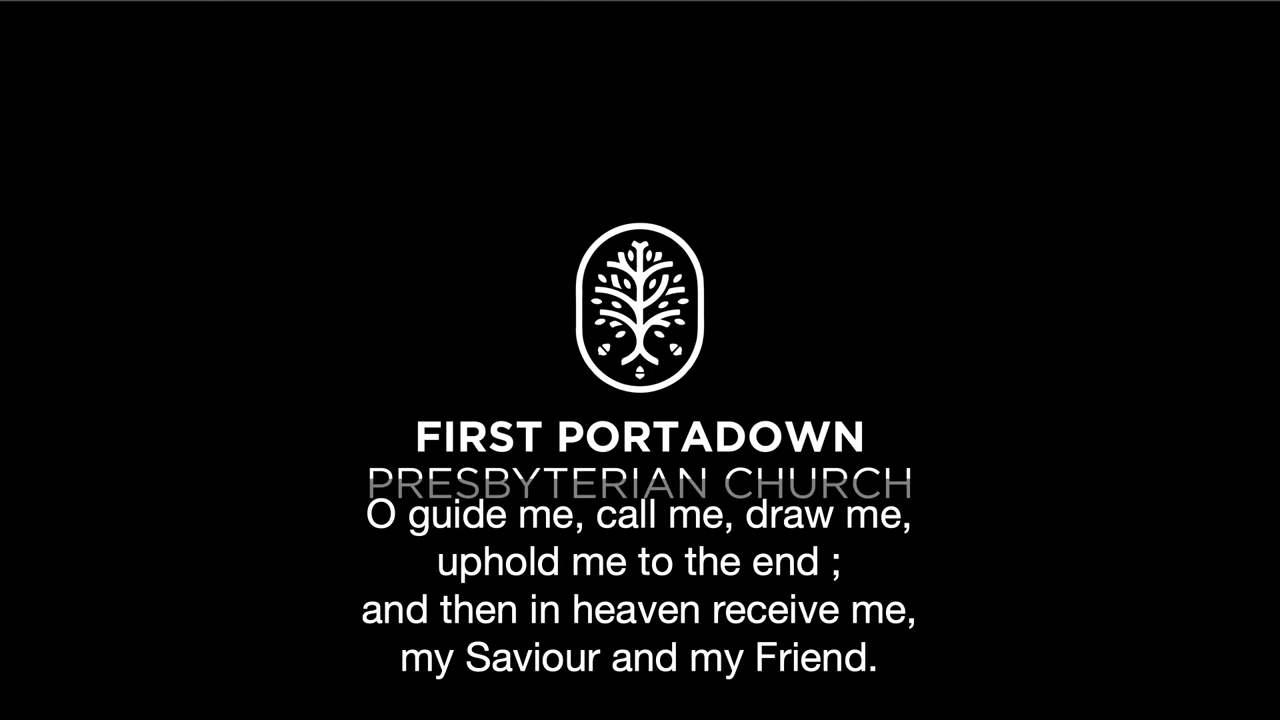 FIRST PORTADOWN
PRESBYTERIAN CHURCH
O guide me, call me, draw me,
uphold me to the end ;
and then in heaven receive me,
my Saviour and my Friend.